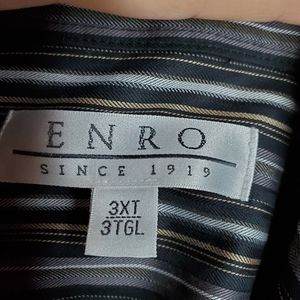 ENRO
SINCE 1919
3XT
3TGL